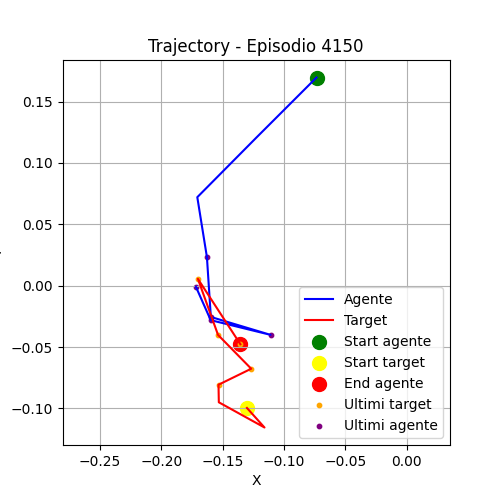 Trajectory - Episodio 4150
0.15
0.10
0.05
0.00
−0.05
−0.10
−0.25
−0.20
−0.15
−0.10
−0.05
0.00
X
Agente
Target
Start agente
Start target
End agente
Ultimi target
Ultimi agente